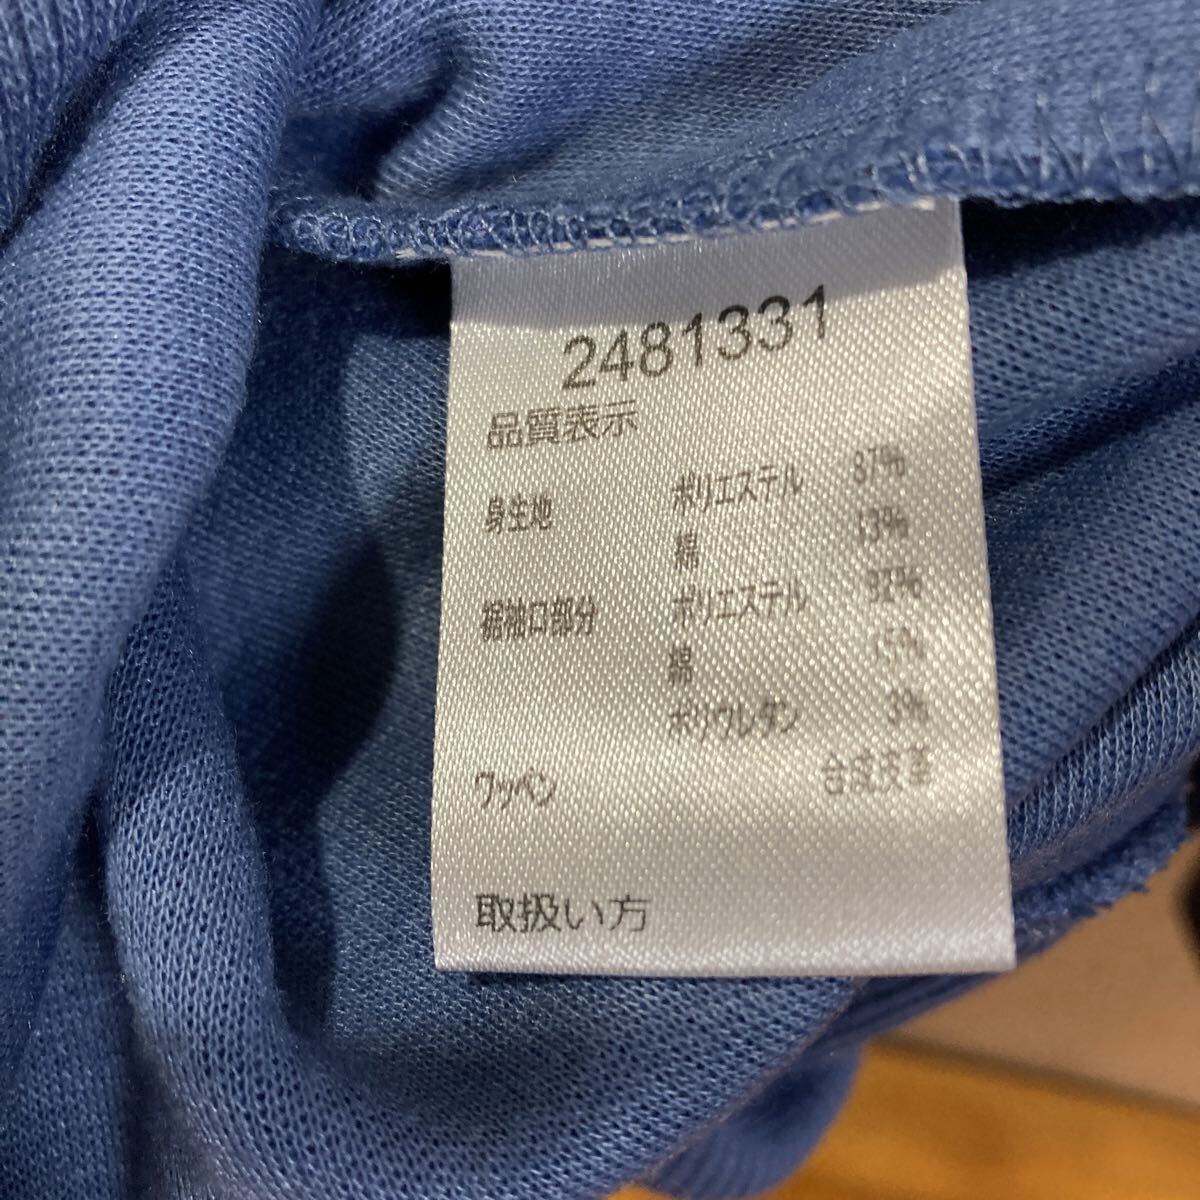 2481331
品質表示
身生地 ポリエステル 87%
綿 13%
裾袖口部分 ポリエステル 92%
綿 5%
ポリウレタン 3%
ワッペン 合成皮革
取扱い方